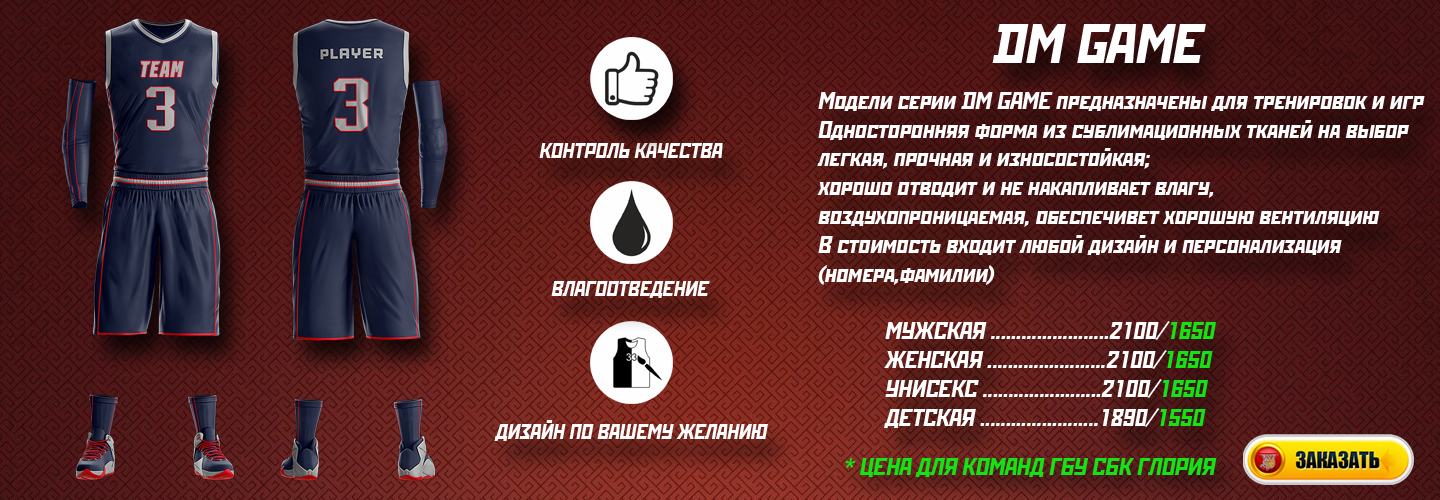 TEAM
3
PLAYER
3
КОНТРОЛЬ КАЧЕСТВА
ВЛАГООТВЕДЕНИЕ
33
ДИЗАЙН ПО ВАШЕМУ ЖЕЛАНИЮ
DM GAME
Модели серии DM GAME предназначены для тренировок и игр
Односторонняя форма из сублимационных тканей на выбор
легкая, прочная и износостойкая;
хорошо отводит и не накапливает влагу,
воздухопроницаемая, обеспечивет хорошую вентиляцию
В стоимость входит любой дизайн и персонализация
(номера,фамилии)
МУЖСКАЯ ..........................2100/1650
ЖЕНСКАЯ ..........................2100/1650
УНИСЕКС ..........................2100/1650
ДЕТСКАЯ ..........................1890/1550
* ЦЕНА ДЛЯ КОМАНД ГБУ СБК ГЛОРИЯ
ЗАКАЗАТЬ